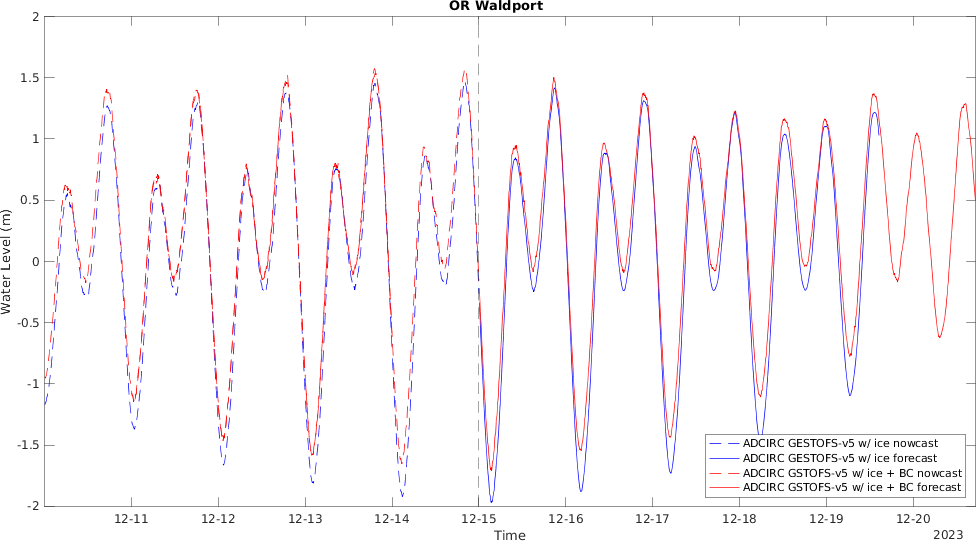 OR Waldport
2
1.5
1
0.5
0
-0.5
-1
-1.5
-2
Water Level (m)
12-11 12-12 12-13 12-14 12-15 12-16 12-17 12-18 12-19 12-20
Time
2023
ADCIRC GESTOFS-v5 w/ ice nowcast
ADCIRC GESTOFS-v5 w/ ice forecast
ADCIRC GSTOFS-v5 w/ ice + BC nowcast
ADCIRC GSTOFS-v5 w/ ice + BC forecast